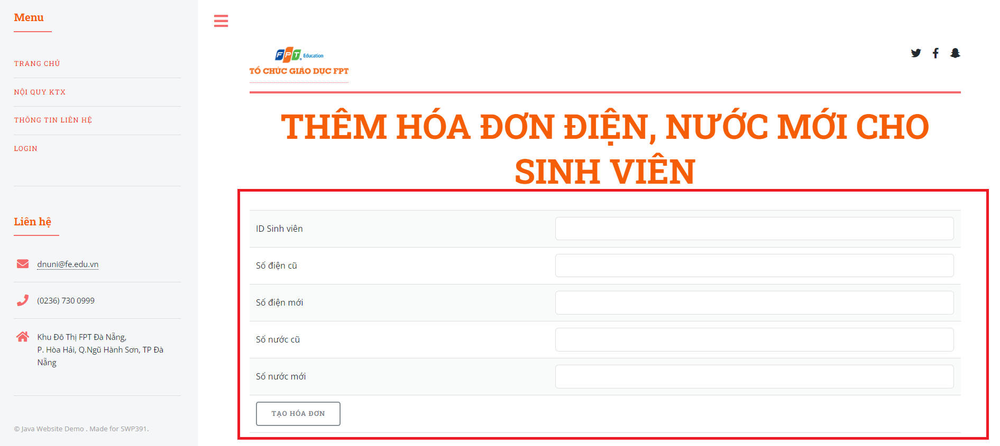 Menu
TRANG CHỦ
NỘI QUY KTX
THÔNG TIN LIÊN HỆ
LOGIN
Liên hệ
dnuni@fe.edu.vn
(0236) 730 0999
Khu Đô Thị FPT Đà Nẵng,
P. Hòa Hải, Q.Ngũ Hành Sơn, TP Đà
Nẵng
© Java Website Demo . Made for SWP391.
FPT Education
TỔ CHỨC GIÁO DỤC FPT
THÊM HÓA ĐƠN ĐIỆN, NƯỚC MỚI CHO
SINH VIÊN
ID Sinh viên
Số điện cũ
Số điện mới
Số nước cũ
Số nước mới
TẠO HÓA ĐƠN